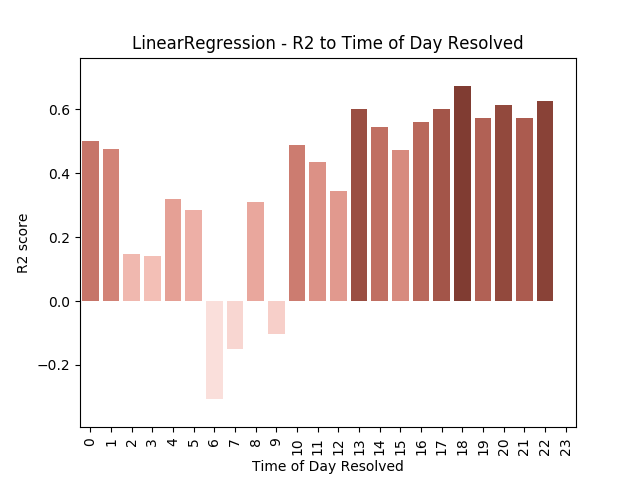 LinearRegression - R2 to Time of Day Resolved
R2 score
0.6
0.4
0.2
0.0
−0.2
0 1 2 3 4 5 6 7 8 9 10 11 12 13 14 15 16 17 18 19 20 21 22 23
Time of Day Resolved